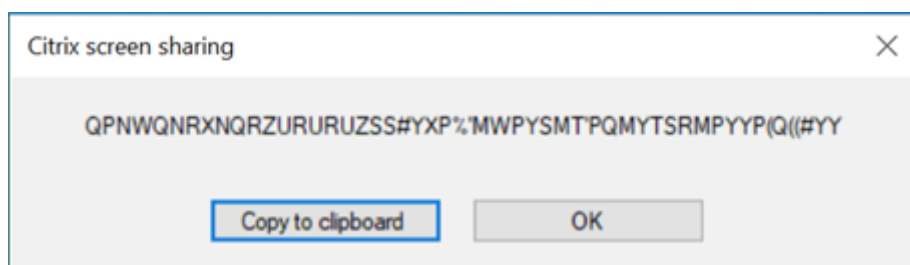 Citrix screen sharing
QPNWQNRXNQRZURURUZSS#YXP%'MWPYSMT'PQMYTSRMPYYP(Q((#YY
Copy to clipboard
OK